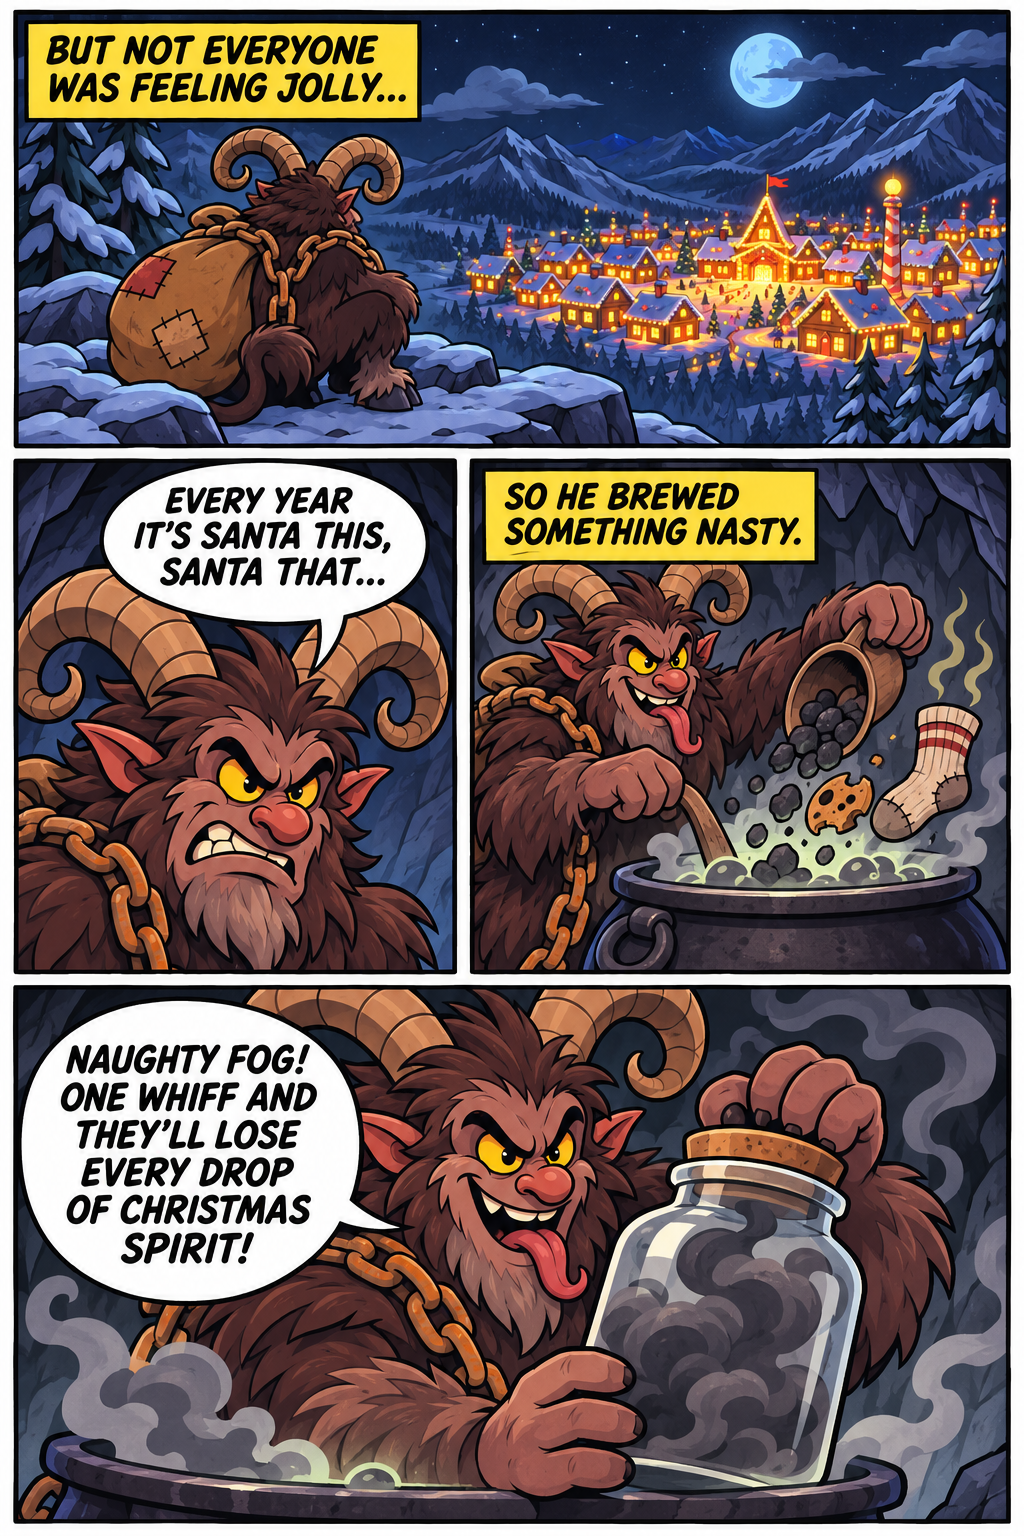 BUT NOT EVERYONE
WAS FEELING JOLLY...
EVERY YEAR
IT'S SANTA THIS,
SANTA THAT...
SO HE BREWED
SOMETHING NASTY.
NAUGHTY FOG!
ONE WHIFF AND
THEY'LL LOSE
EVERY DROP
OF CHRISTMAS
SPIRIT!